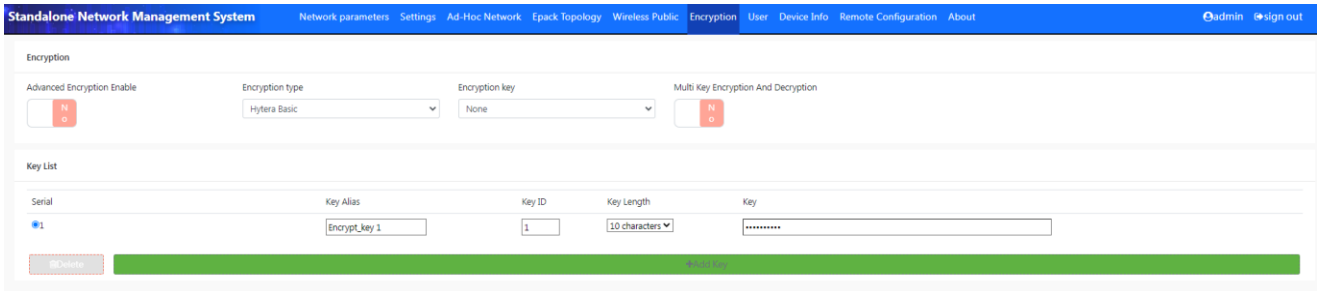 Standalone Network Management System Network parameters Settings Ad-Hoc Network Epack Topology Wireless Public Encryption User Device Info Remote Configuration About admin sign out
Encryption
Advanced Encryption Enable Encryption type Encryption key Multi Key Encryption And Decryption
No Hytera Basic None No
Key List
Serial Key Alias Key ID Key Length Key
1 Encrypt_key 1 1 10 characters ••••••••••
Delete +Add Key